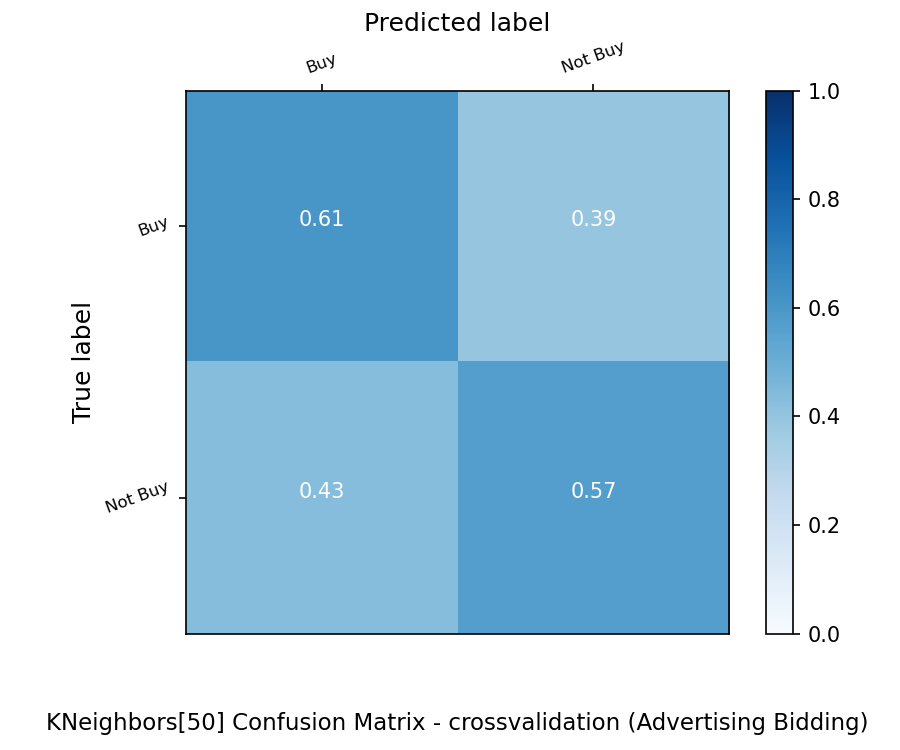 Predicted label
Buy
Not Buy
1.0
0.8
0.6
0.4
0.2
0.0
True label
Buy
0.61
0.39
Not Buy
0.43
0.57
KNeighbors[50] Confusion Matrix - crossvalidation (Advertising Bidding)